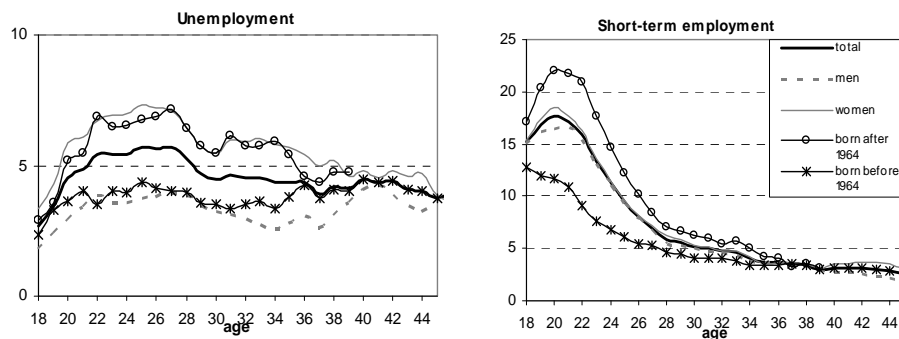 Unemployment
10
5
0
18 20 22 24 26 28 30 32 34 36 38 40 42 44
age
Short-term employment
25
20
15
10
5
0
18 20 22 24 26 28 30 32 34 36 38 40 42 44
age
total
men
women
born after
1964
born before
1964